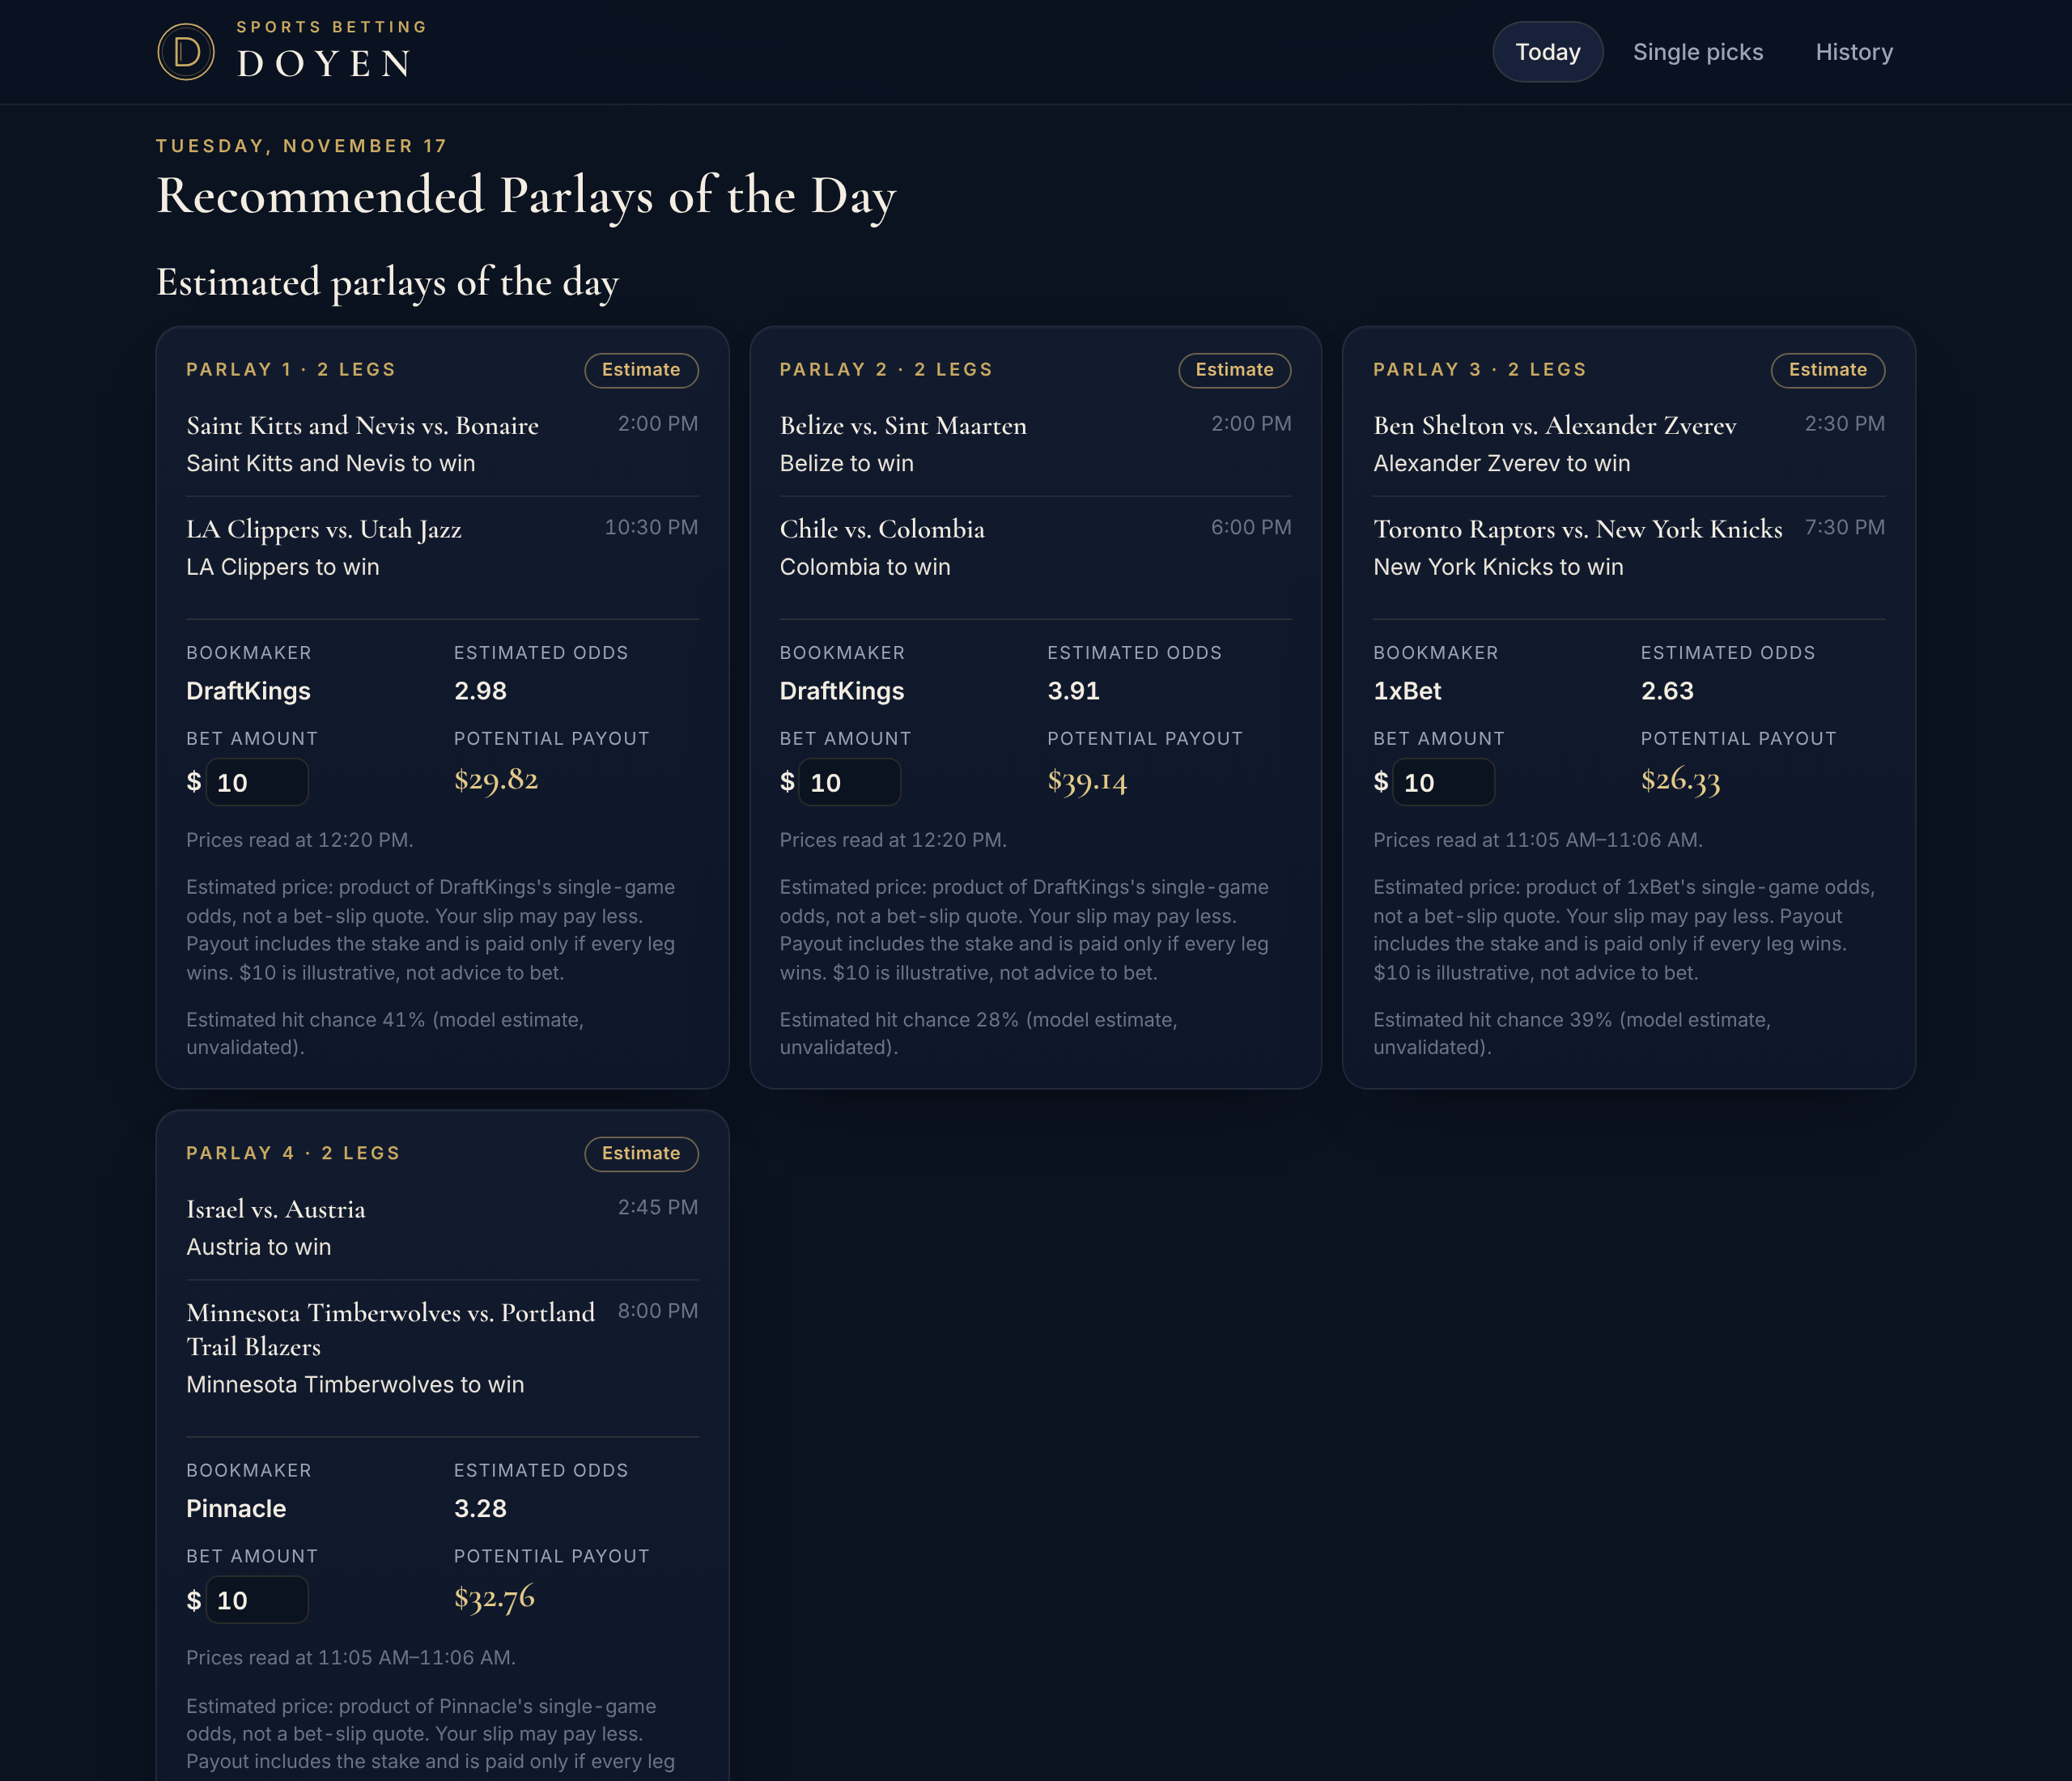 SPORTS BETTING
DOYEN
Today
Single picks
History
TUESDAY, NOVEMBER 17
Recommended Parlays of the Day
Estimated parlays of the day
PARLAY 1 · 2 LEGS
Estimate
Saint Kitts and Nevis vs. Bonaire
2:00 PM
Saint Kitts and Nevis to win
LA Clippers vs. Utah Jazz
10:30 PM
LA Clippers to win
BOOKMAKER
ESTIMATED ODDS
DraftKings
2.98
BET AMOUNT
POTENTIAL PAYOUT
$ 10
$29.82
Prices read at 12:20 PM.
Estimated price: product of DraftKings's single-game
odds, not a bet-slip quote. Your slip may pay less.
Payout includes the stake and is paid only if every leg
wins. $10 is illustrative, not advice to bet.
Estimated hit chance 41% (model estimate,
unvalidated).
PARLAY 2 · 2 LEGS
Estimate
Belize vs. Sint Maarten
2:00 PM
Belize to win
Chile vs. Colombia
6:00 PM
Colombia to win
BOOKMAKER
ESTIMATED ODDS
DraftKings
3.91
BET AMOUNT
POTENTIAL PAYOUT
$ 10
$39.14
Prices read at 12:20 PM.
Estimated price: product of DraftKings's single-game
odds, not a bet-slip quote. Your slip may pay less.
Payout includes the stake and is paid only if every leg
wins. $10 is illustrative, not advice to bet.
Estimated hit chance 28% (model estimate,
unvalidated).
PARLAY 3 · 2 LEGS
Estimate
Ben Shelton vs. Alexander Zverev
2:30 PM
Alexander Zverev to win
Toronto Raptors vs. New York Knicks
7:30 PM
New York Knicks to win
BOOKMAKER
ESTIMATED ODDS
1xBet
2.63
BET AMOUNT
POTENTIAL PAYOUT
$ 10
$26.33
Prices read at 11:05 AM–11:06 AM.
Estimated price: product of 1xBet's single-game odds,
not a bet-slip quote. Your slip may pay less. Payout
includes the stake and is paid only if every leg wins.
$10 is illustrative, not advice to bet.
Estimated hit chance 39% (model estimate,
unvalidated).
PARLAY 4 · 2 LEGS
Estimate
Israel vs. Austria
2:45 PM
Austria to win
Minnesota Timberwolves vs. Portland
Trail Blazers
8:00 PM
Minnesota Timberwolves to win
BOOKMAKER
ESTIMATED ODDS
Pinnacle
3.28
BET AMOUNT
POTENTIAL PAYOUT
$ 10
$32.76
Prices read at 11:05 AM–11:06 AM.
Estimated price: product of Pinnacle's single-game
odds, not a bet-slip quote. Your slip may pay less.
Payout includes the stake and is paid only if every leg